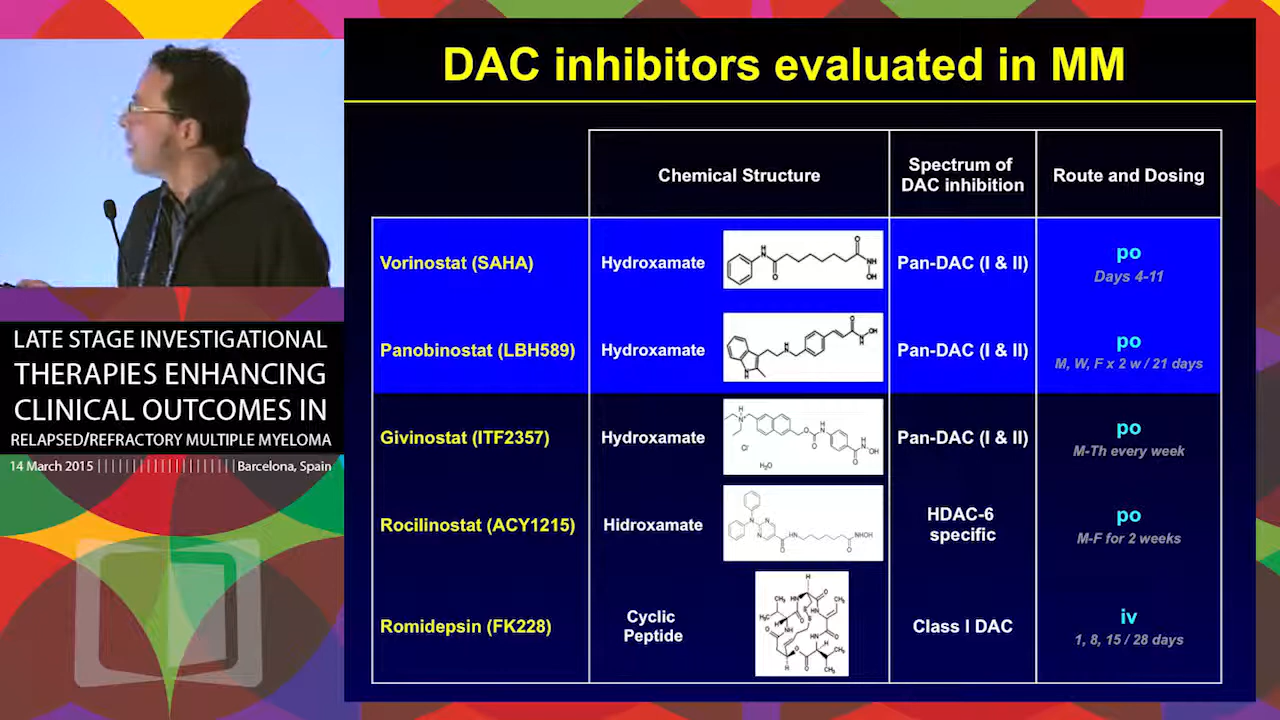 DAC inhibitors evaluated in MM
Chemical Structure
Spectrum of
DAC inhibition
Route and Dosing
Vorinostat (SAHA)
Hydroxamate
Pan-DAC (I & II)
po
Days 4-11
Panobinostat (LBH589)
Hydroxamate
Pan-DAC (I & II)
po
M, W, F x 2 w / 21 days
Givinostat (ITF2357)
Hydroxamate
Pan-DAC (I & II)
po
M-Th every week
Rocilinostat (ACY1215)
Hidroxamate
HDAC-6
specific
po
M-F for 2 weeks
Romidepsin (FK228)
Cyclic
Peptide
Class I DAC
iv
1, 8, 15 / 28 days
LATE STAGE INVESTIGATIONAL
THERAPIES ENHANCING
CLINICAL OUTCOMES IN
RELAPSED/REFRACTORY MULTIPLE MYELOMA
14 March 2015 Barcelona, Spain